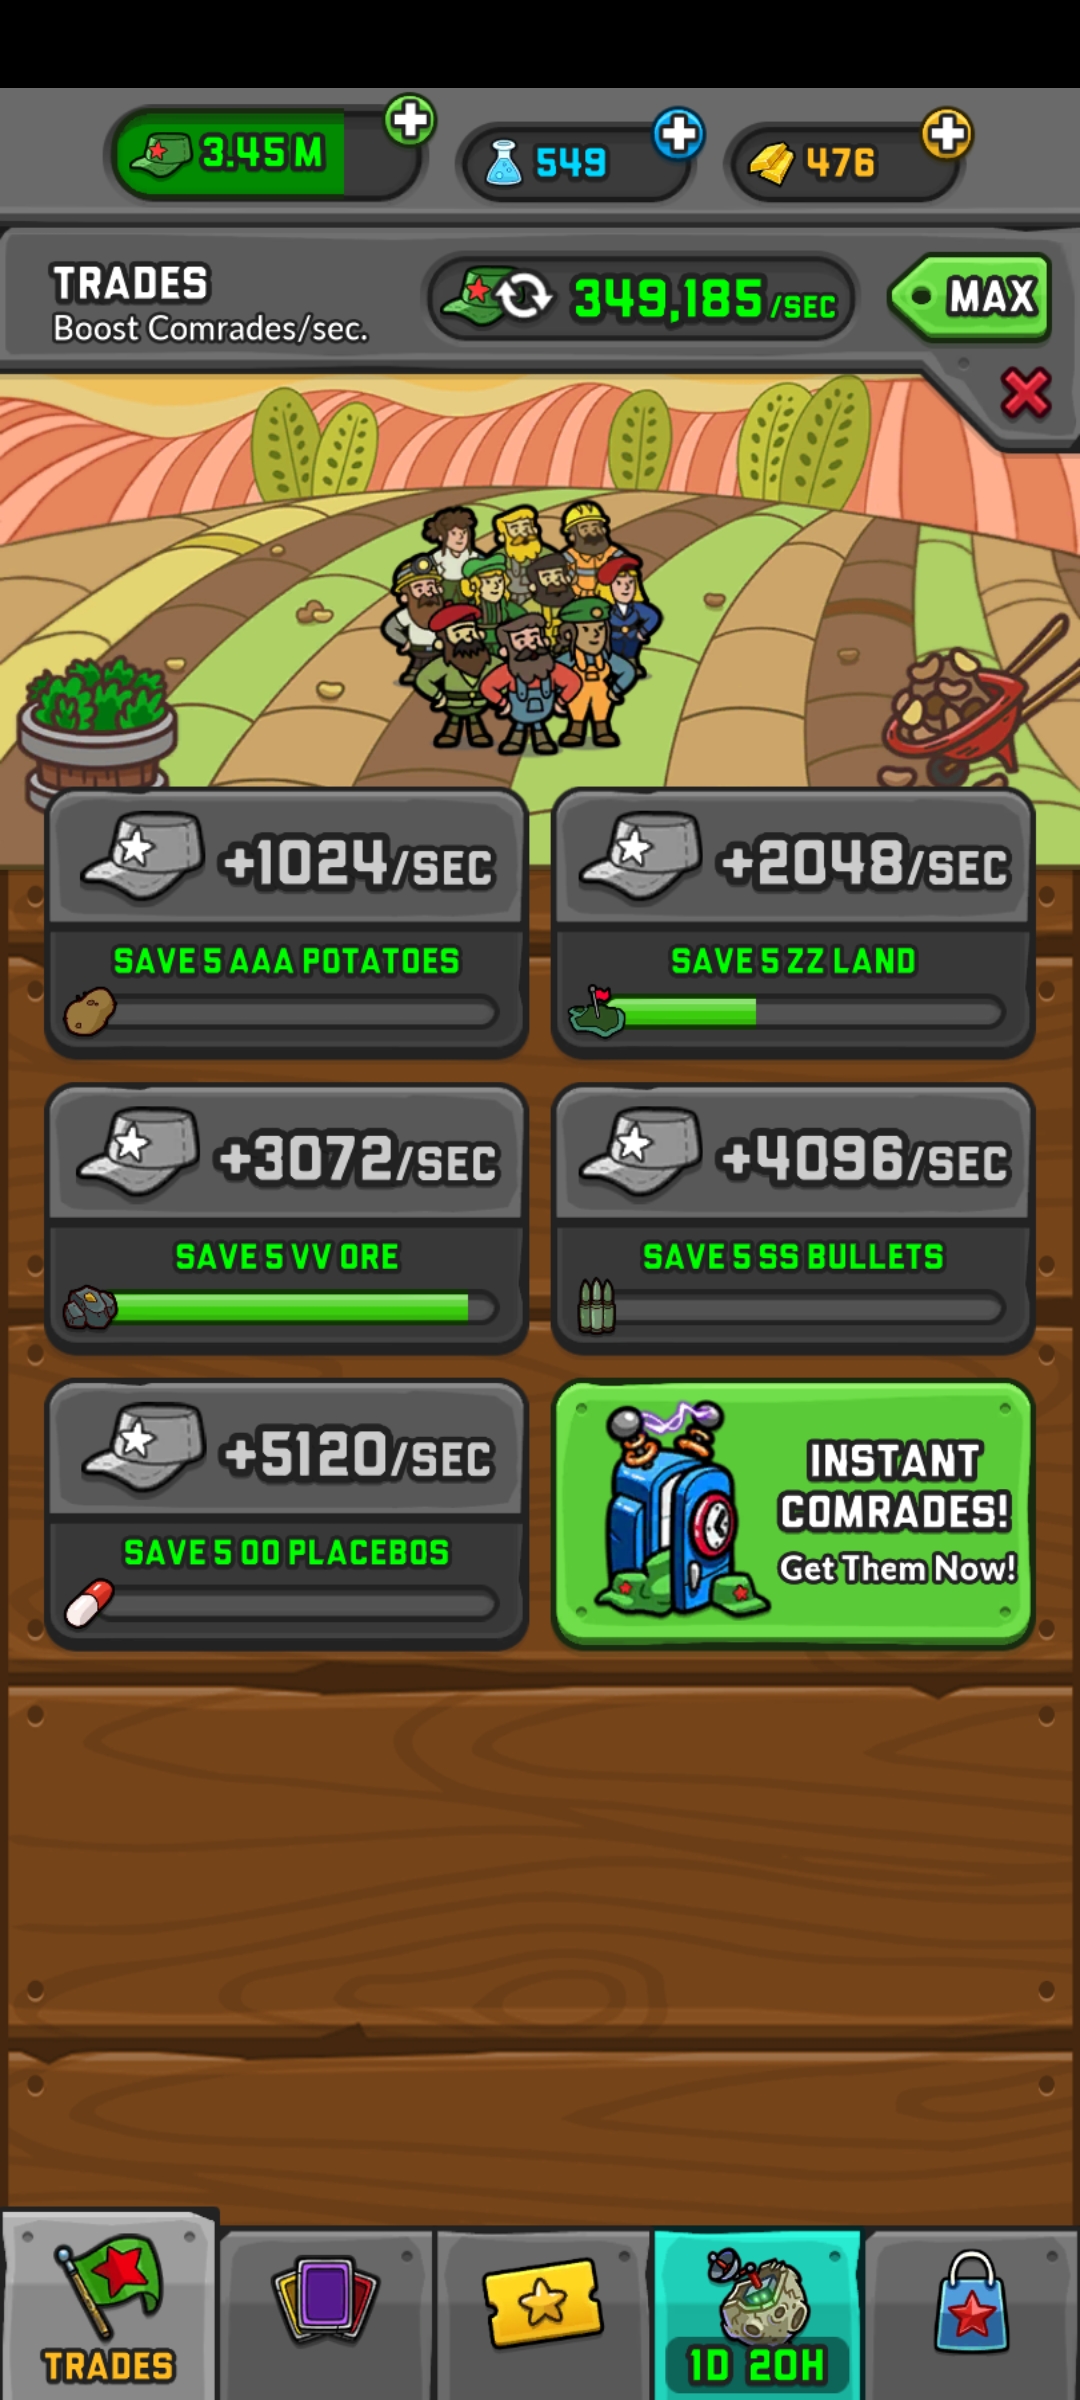 3.45M
549
476
TRADES
Boost Comrades/sec.
349,185/SEC
MAX
+1024/SEC
SAVE 5 AAA POTATOES
+2048/SEC
SAVE 5 ZZ LAND
+3072/SEC
SAVE 5 VV ORE
+4096/SEC
SAVE 5 SS BULLETS
+5120/SEC
SAVE 5 OO PLACEBOS
INSTANT
COMRADES!
Get Them Now!
TRADES
1D 20H